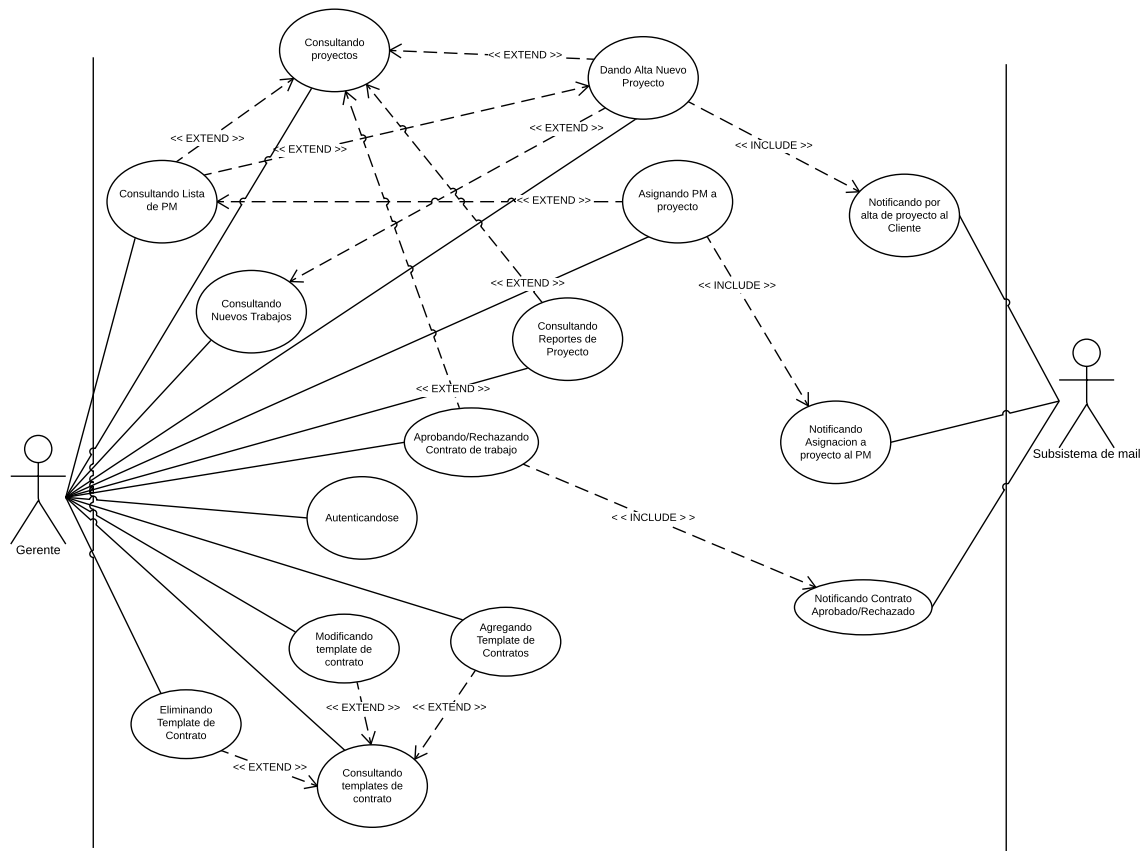 Consultando
proyectos
<< EXTEND >>
Dando Alta Nuevo
Proyecto
<< EXTEND >>
<< EXTEND >>
<< EXTEND >>
<< INCLUDE >>
Consultando Lista
de PM
<< EXTEND >>
Asignando PM a
proyecto
Notificando por
alta de proyecto al
Cliente
<< EXTEND >>
<< INCLUDE >>
Consultando
Nuevos Trabajos
Consultando
Reportes de
Proyecto
<< EXTEND >>
Aprobando/Rechazando
Contrato de trabajo
Notificando
Asignacion a
proyecto al PM
Subsistema de mail
Gerente
Autenticandose
< < INCLUDE > >
Notificando Contrato
Aprobado/Rechazado
Modificando
template de
contrato
Agregando
Template de
Contratos
<< EXTEND >>
<< EXTEND >>
Eliminando
Template de
Contrato
<< EXTEND >>
Consultando
templates de
contrato